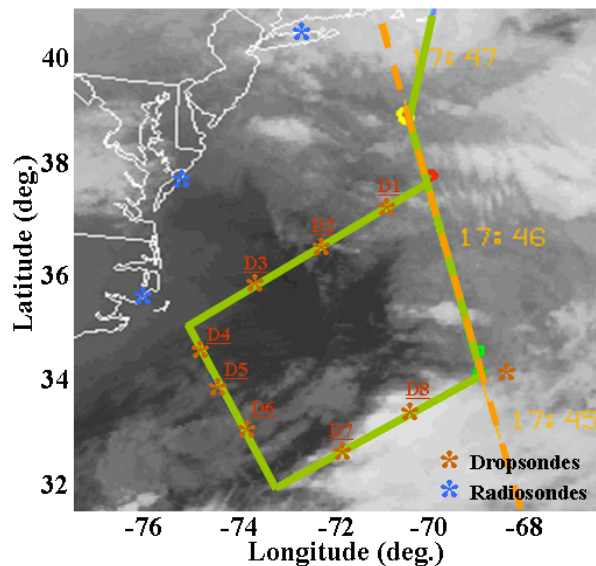 40
17:47
38
D1
D2
17:46
36
D3
D4
34
D5
D8
D6
17:45
D7
32
Dropsondes
Radiosondes
Latitude (deg.)
-76 -74 -72 -70 -68
Longitude (deg.)